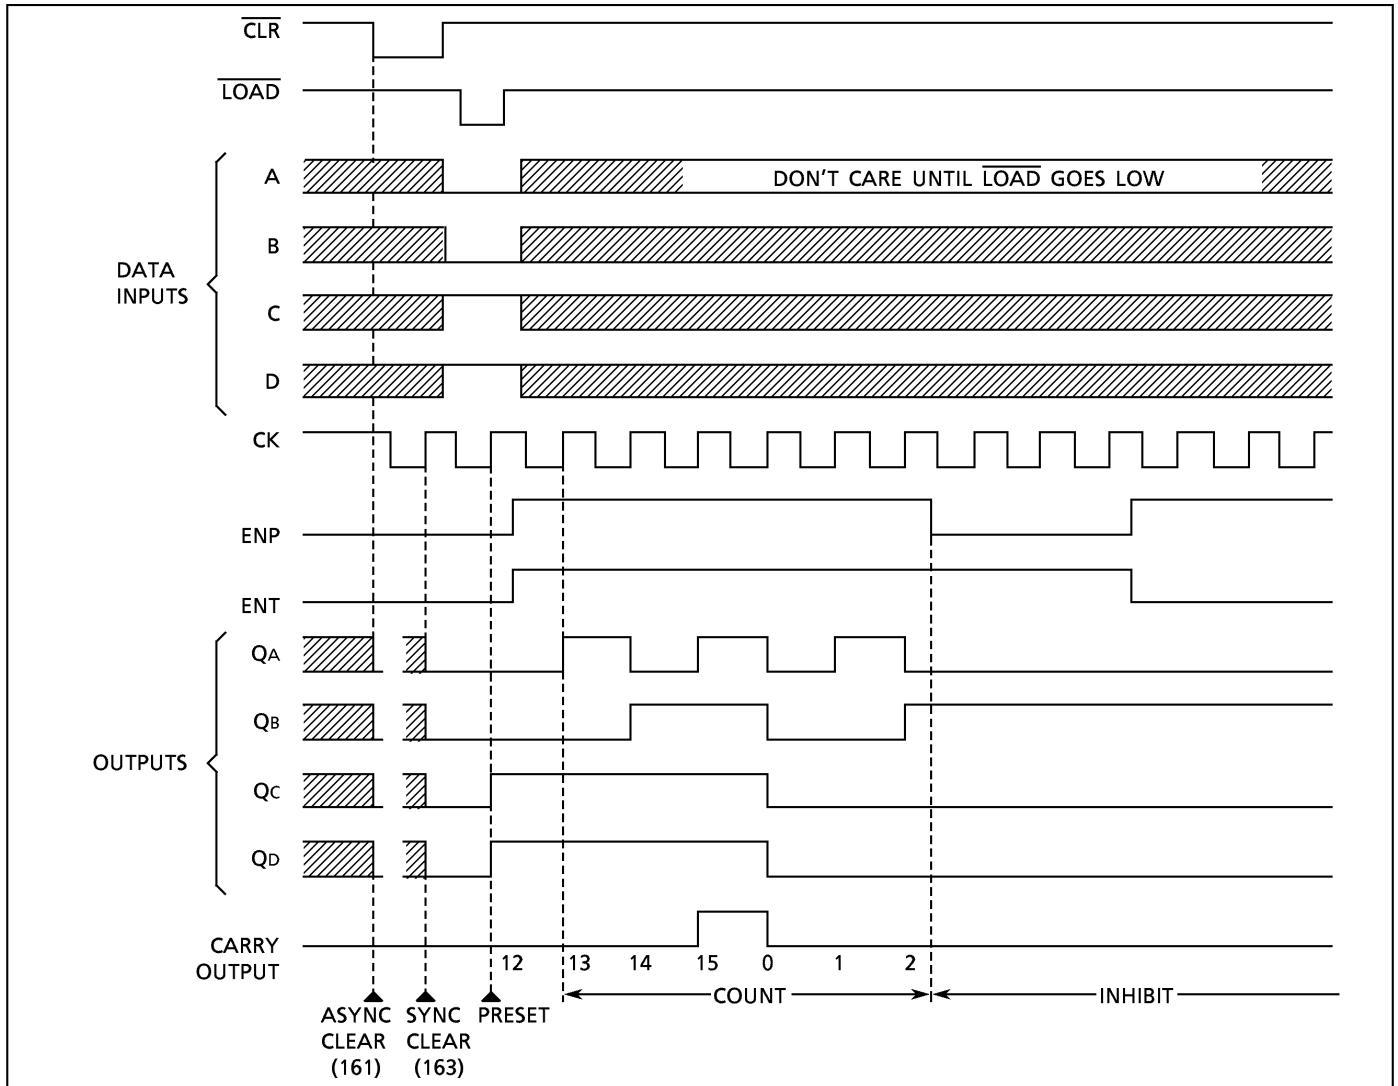 CLR
LOAD
A
DON'T CARE UNTIL LOAD GOES LOW
B
DATA
INPUTS
C
D
CK
ENP
ENT
QA
QB
OUTPUTS
QC
QD
CARRY
OUTPUT
12 13 14 15 0 1 2
COUNT
INHIBIT
ASYNC
CLEAR
(161)
SYNC
CLEAR
(163)
PRESET